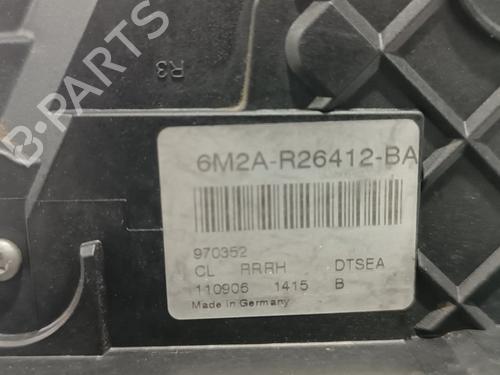 B-PARTS
R3
6M2A-R26412-BA
970352
CL RRRH DTSEA
110906 1415 B
Made in Germany